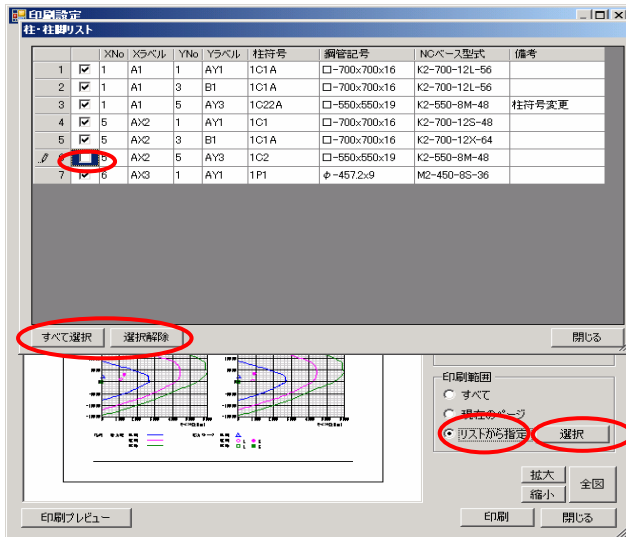 印刷設定
柱・柱脚リスト
XNo Xラベル YNo Yラベル 柱符号 鋼管記号 NCベース型式 備考
1 1 A1 1 AY1 1C1A □-700x700x16 K2-700-12L-56
2 1 A1 3 B1 1C1A □-700x700x16 K2-700-12L-56
3 1 A1 5 AY3 1C22A □-550x550x19 K2-550-8M-48 柱符号変更
4 5 AX2 1 AY1 1C1 □-700x700x16 K2-700-12S-48
5 5 AX2 3 B1 1C1A □-700x700x16 K2-700-12X-64
6 5 AX2 5 AY3 1C2 □-550x550x19 K2-550-8M-48
7 6 AX3 1 AY1 1P1 φ-457.2x9 M2-450-8S-36
すべて選択 選択解除 閉じる
印刷範囲
すべて
現在のページ
リストから指定 選択
拡大
縮小
全図
印刷プレビュー 印刷 閉じる